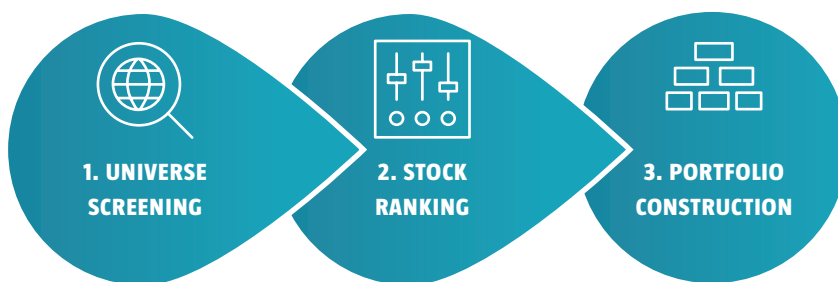 1. UNIVERSE
SCREENING
2. STOCK
RANKING
3. PORTFOLIO
CONSTRUCTION